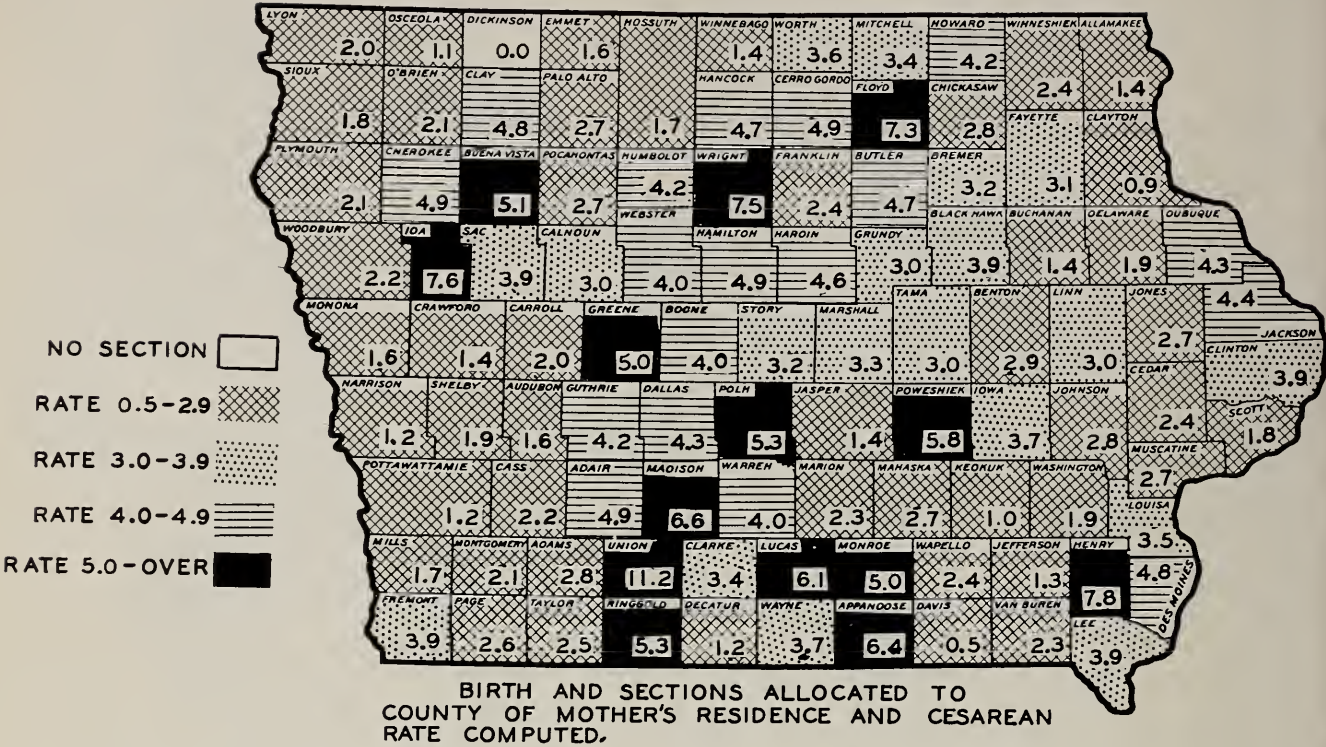 LYON OSCEOLA DICKINSON EMMET HOSSUTH WINNEBAGO WORTH MITCHELL HOWARD WINNESHIEK ALLAMAKEE
2.0 1.1 0.0 1.6 1.4 3.6 3.4 4.2
SIOUX O'BRIEN CLAY PALO ALTO HANCOCK CERRO GORDO FLOYD CHICKASAW 2.4 1.4
1.8 2.1 4.8 2.7 1.7 4.7 4.9 7.3 2.8 FAYETTE CLAYTON
PLYMOUTH CHEROKEE BUENA VISTA POCAHONTAS HUMBOLDT WRIGHT FRANKLIN BUTLER BREMER
2.1 4.9 5.1 2.7 4.2 7.5 2.4 4.7 3.2 3.1 0.9
WOODBURY IDA SAC CALHOUN WEBSTER HAMILTON HARDIN GRUNDY BLACK HAWK BUCHANAN DELAWARE DUBUQUE
2.2 7.6 3.9 3.0 4.0 4.9 4.6 3.0 3.9 1.4 1.9 4.3
MONONA CRAWFORD CARROLL GREENE BOONE STORY MARSHALL TAMA BENTON LINN JONES 4.4 JACKSON
1.6 1.4 2.0 5.0 4.0 3.2 3.3 3.0 2.9 3.0 2.7 CLINTON
NO SECTION
HARRISON SHELBY AUDUBON GUTHRIE DALLAS POLH JASPER POWESHIEK IOWA JOHNSON CEDAR 3.9
RATE 0.5-2.9
1.2 1.9 1.6 4.2 4.3 5.3 1.4 5.8 3.7 2.8 2.4 SCOTT 1.8
RATE 3.0-3.9
POTTAWATTAMIE CASS ADAIR MADISON WARREN MARION MAHASKA KEOKUK WASHINGTON MUSCATINE 2.7
RATE 4.0-4.9
1.2 2.2 4.9 6.6 4.0 2.3 2.7 1.0 1.9 LOUISA 3.5
RATE 5.0-OVER
MILLS MONTGOMERY ADAMS UNION CLARKE LUCAS MONROE WAPELLO JEFFERSON HENRY
1.7 2.1 2.8 11.2 3.4 6.1 5.0 2.4 1.3 7.8 4.8 DES MOINES
FREMONT PAGE TAYLOR RINGGOLD DECATUR WAYNE APPANOOSE DAVIS VAN BUREN LEE
3.9 2.6 2.5 5.3 1.2 3.7 6.4 0.5 2.3 3.9
BIRTH AND SECTIONS ALLOCATED TO
COUNTY OF MOTHER'S RESIDENCE AND CESAREAN
RATE COMPUTED.